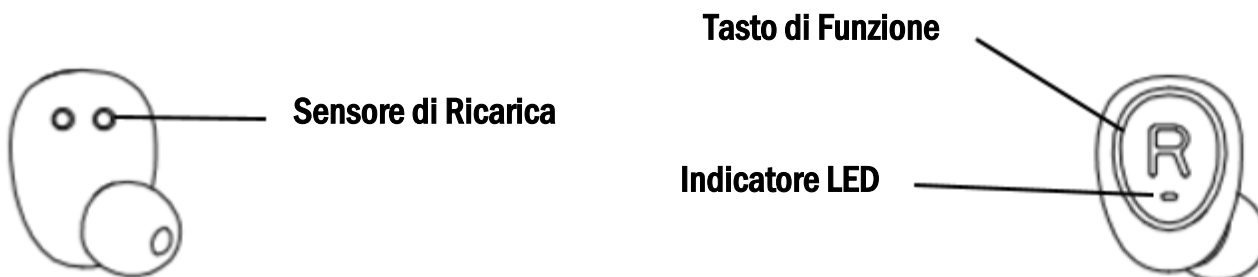 Tasto di Funzione
Sensore di Ricarica
R
Indicatore LED